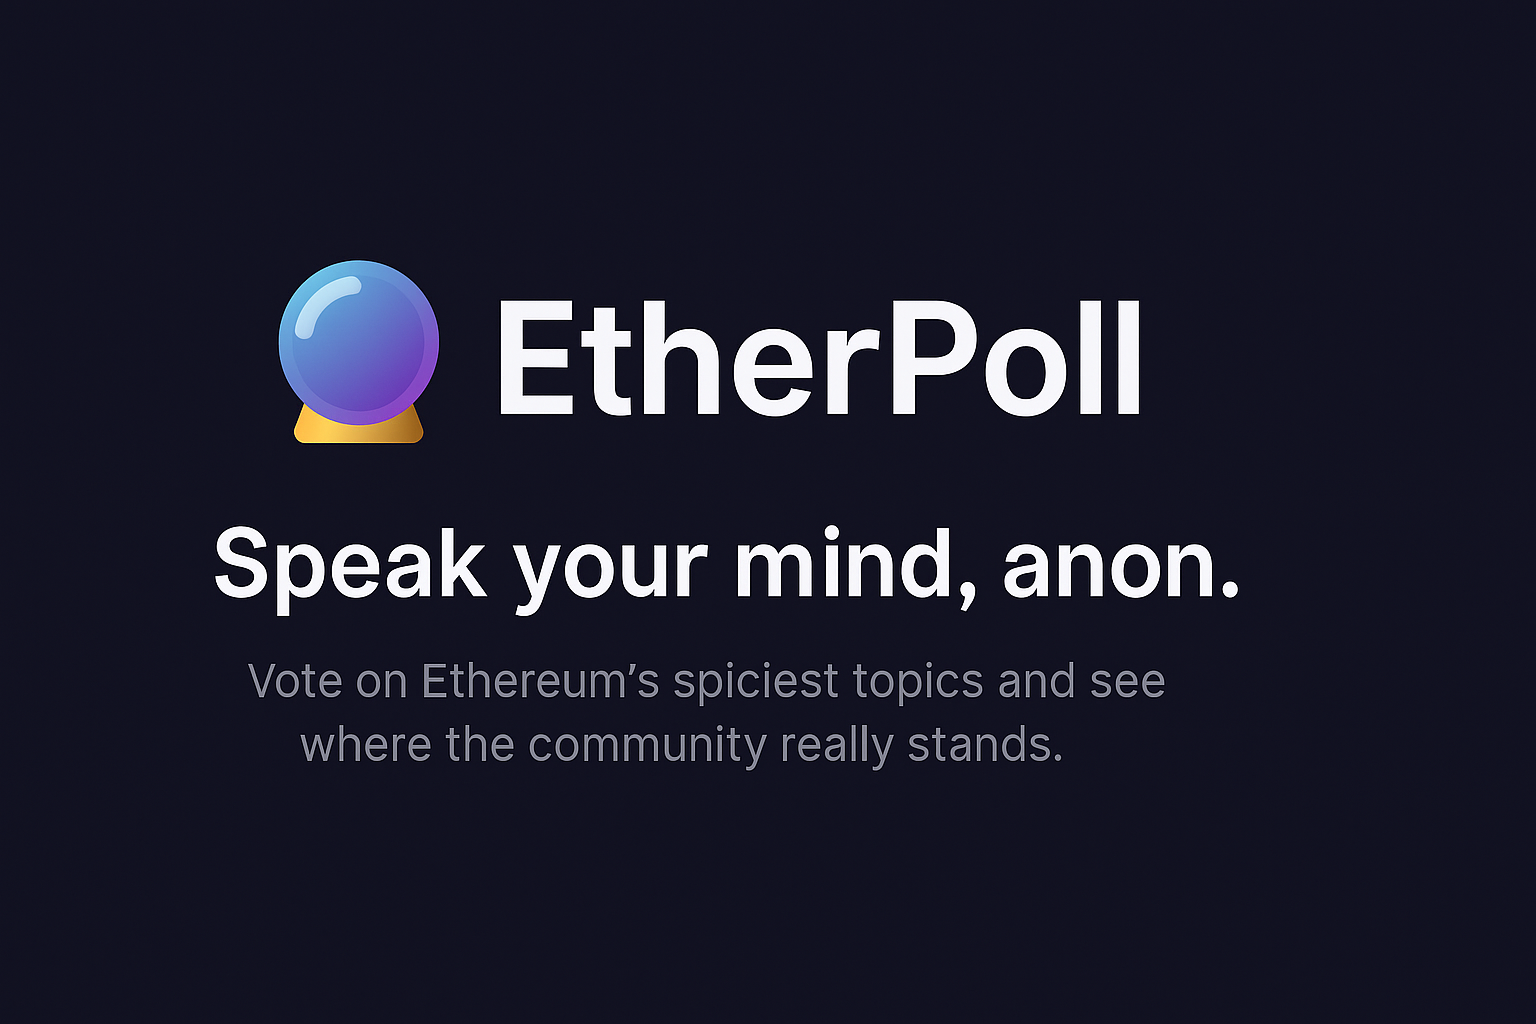 EtherPoll
Speak your mind, anon.
Vote on Ethereum’s spiciest topics and see
where the community really stands.